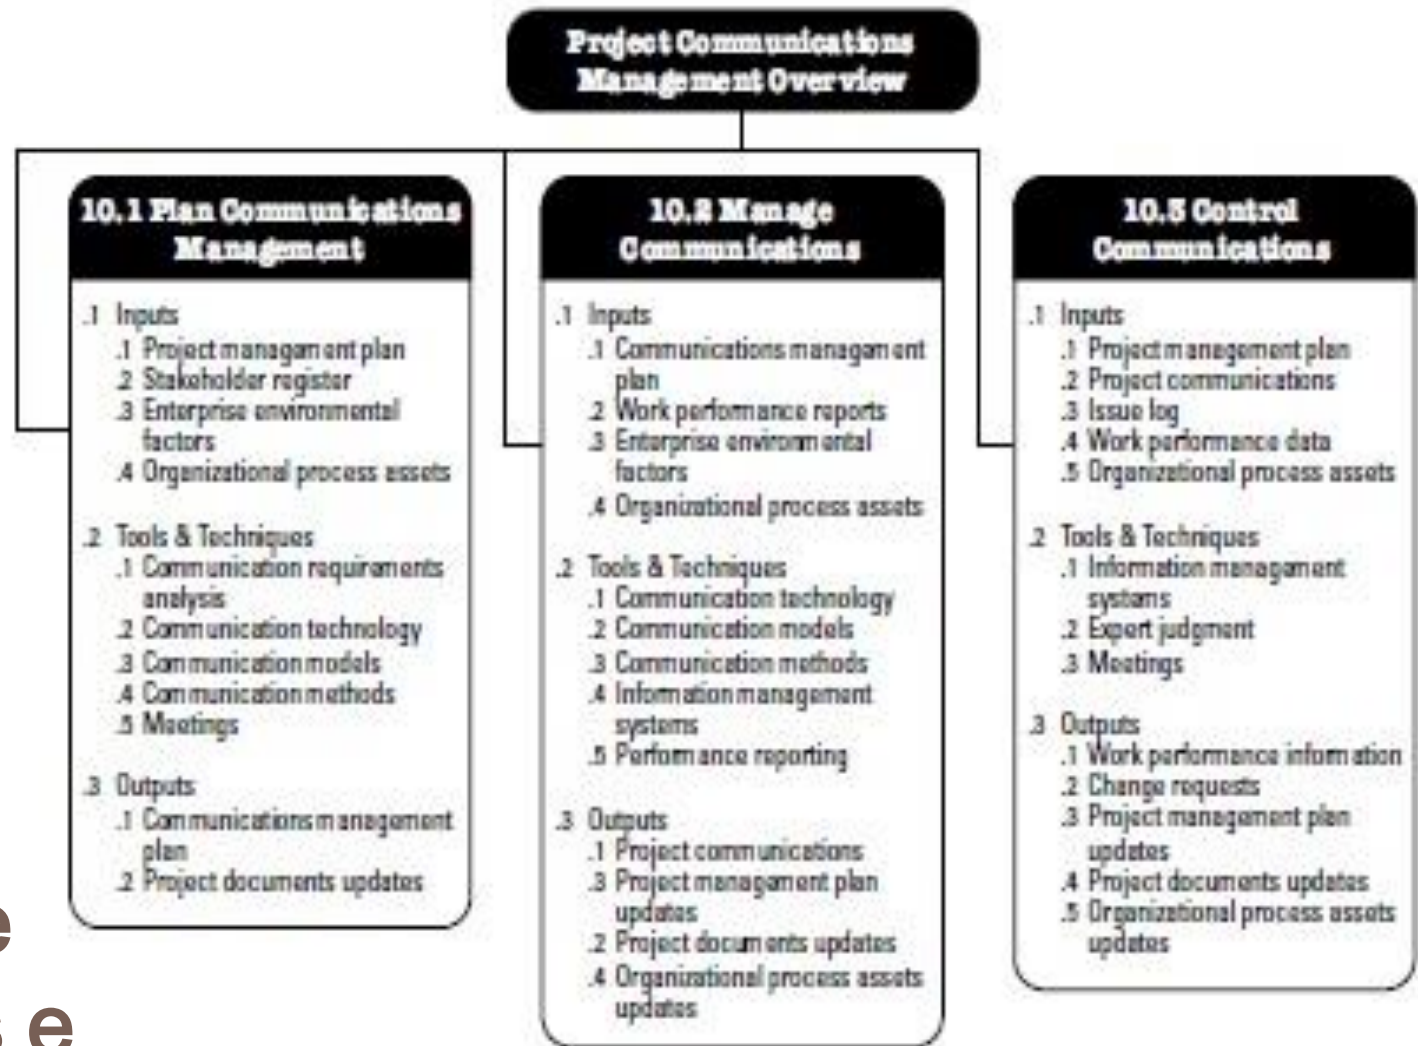 Project Communications
Management Overview
10.1 Plan Communications
Management
.1 Inputs
.1 Project management plan
.2 Stakeholder register
.3 Enterprise environmental
factors
.4 Organizational process assets
.2 Tools & Techniques
.1 Communication requirements
analysis
.2 Communication technology
.3 Communication models
.4 Communication methods
.5 Meetings
.3 Outputs
.1 Communications management
plan
.2 Project documents updates
10.2 Manage
Communications
.1 Inputs
.1 Communications management
plan
.2 Work performance reports
.3 Enterprise environmental
factors
.4 Organizational process assets
.2 Tools & Techniques
.1 Communication technology
.2 Communication models
.3 Communication methods
.4 Information management
systems
.5 Performance reporting
.3 Outputs
.1 Project communications
.3 Project management plan
updates
.2 Project documents updates
.4 Organizational process assets
updates
10.3 Control
Communications
.1 Inputs
.1 Project management plan
.2 Project communications
.3 Issue log
.4 Work performance data
.5 Organizational process assets
.2 Tools & Techniques
.1 Information management
systems
.2 Expert judgment
.3 Meetings
.3 Outputs
.1 Work performance information
.2 Change requests
.3 Project management plan
updates
.4 Project documents updates
.5 Organizational process assets
updates
e
e